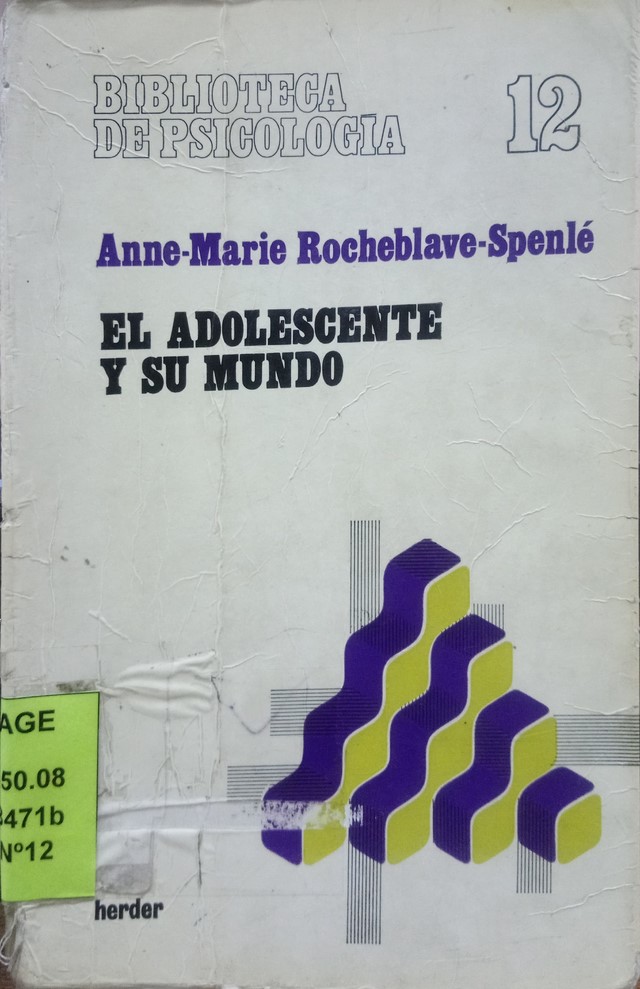 BIBLIOTECA
DE PSICOLOGÍA
12
Anne-Marie Rocheblave-Spenlé
EL ADOLESCENTE
Y SU MUNDO
AGE
50.08
471b
Nº12
herder